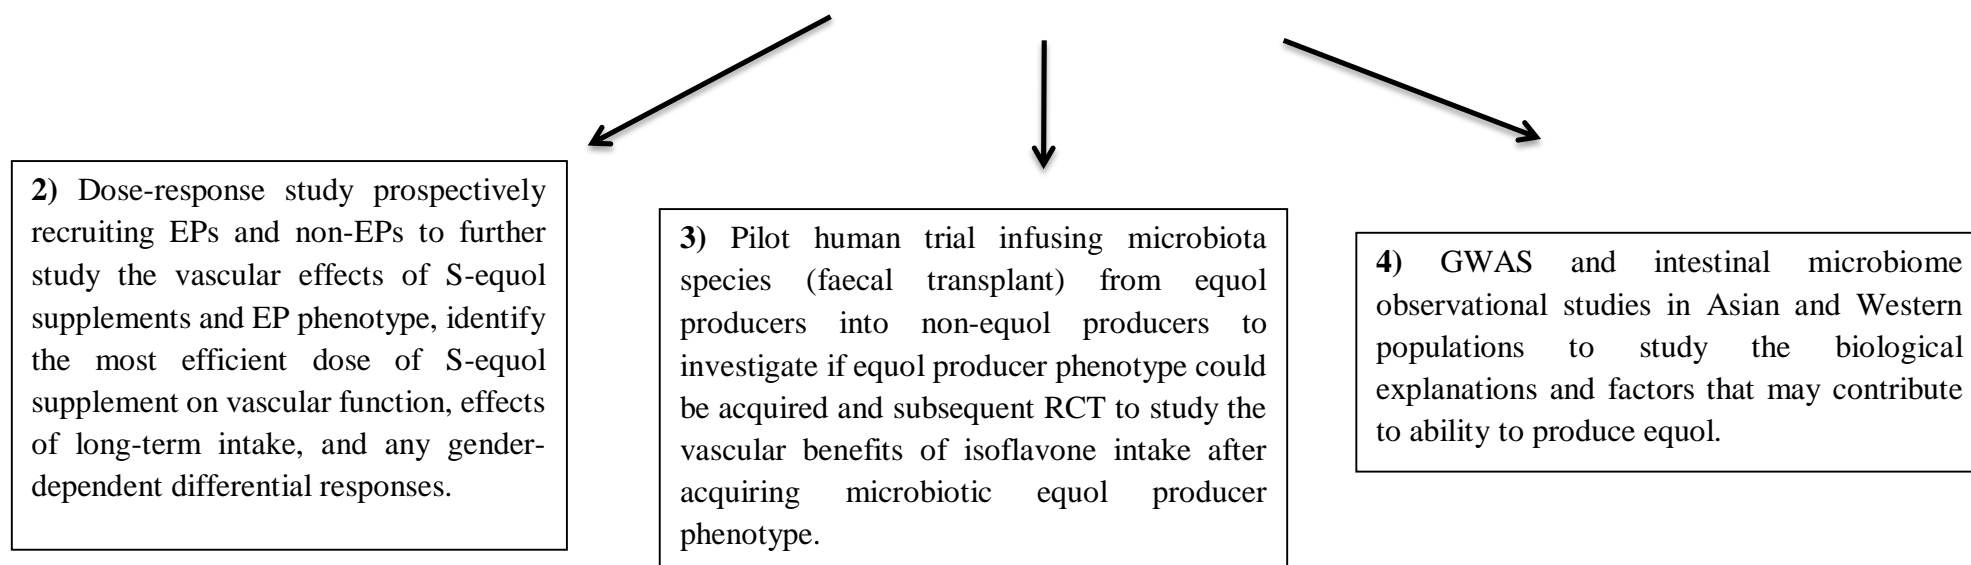 2) Dose-response study prospectively
recruiting EPs and non-EPs to further
study the vascular effects of S-equol
supplements and EP phenotype, identify
the most efficient dose of S-equol
supplement on vascular function, effects
of long-term intake, and any gender-
dependent differential responses.
3) Pilot human trial infusing microbiota
species (faecal transplant) from equol
producers into non-equol producers to
investigate if equol producer phenotype could
be acquired and subsequent RCT to study the
vascular benefits of isoflavone intake after
acquiring microbiotic equol producer
phenotype.
4) GWAS and intestinal microbiome
observational studies in Asian and Western
populations to study the biological
explanations and factors that may contribute
to ability to produce equol.